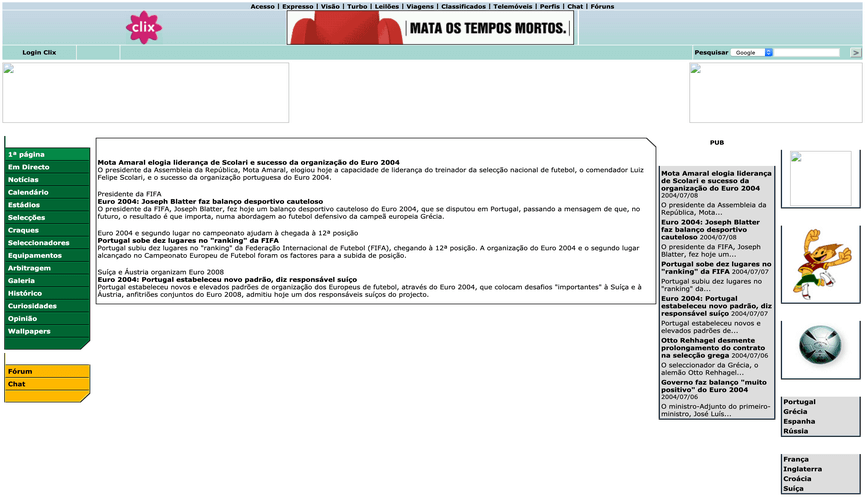 Acesso | Expresso | Visão | Turbo | Leilões | Viagens | Classificados | Telemóveis | Perfis | Chat | Fóruns
clix
MATA OS TEMPOS MORTOS.
Login Clix
Pesquisar Google
PUB
1ª página
Em Directo
Notícias
Calendário
Estádios
Selecções
Craques
Seleccionadores
Equipamentos
Arbitragem
Galeria
Histórico
Curiosidades
Opinião
Wallpapers
Fórum
Chat
Mota Amaral elogia liderança de Scolari e sucesso da organização do Euro 2004
O presidente da Assembleia da República, Mota Amaral, elogiou hoje a capacidade de liderança do treinador da selecção nacional de futebol, o comendador Luiz
Felipe Scolari, e o sucesso da organização portuguesa do Euro 2004.
Presidente da FIFA
Euro 2004: Joseph Blatter faz balanço desportivo cauteloso
O presidente da FIFA, Joseph Blatter, fez hoje um balanço desportivo cauteloso do Euro 2004, que se disputou em Portugal, passando a mensagem de que, no
futuro, o resultado é que importa, numa abordagem ao futebol defensivo da campeã europeia Grécia.
Euro 2004 e segundo lugar no campeonato ajudam à chegada à 12ª posição
Portugal sobe dez lugares no "ranking" da FIFA
Portugal subiu dez lugares no "ranking" da Federação Internacional de Futebol (FIFA), chegando à 12ª posição. A organização do Euro 2004 e o segundo lugar
alcançado no Campeonato Europeu de Futebol foram os factores para a subida de posição.
Suíça e Áustria organizam Euro 2008
Euro 2004: Portugal estabeleceu novo padrão, diz responsável suíço
Portugal estabeleceu novos e elevados padrões de organização dos Europeus de futebol, através do Euro 2004, que colocam desafios "importantes" à Suíça e à
Áustria, anfitriões conjuntos do Euro 2008, admitiu hoje um dos responsáveis suíços do projecto.
Mota Amaral elogia liderança
de Scolari e sucesso da
organização do Euro 2004
2004/07/08
O presidente da Assembleia da
República, Mota...
Euro 2004: Joseph Blatter
faz balanço desportivo
cauteloso 2004/07/08
O presidente da FIFA, Joseph
Blatter, fez hoje um...
Portugal sobe dez lugares no
"ranking" da FIFA 2004/07/07
Portugal subiu dez lugares no
"ranking" da...
Euro 2004: Portugal
estabeleceu novo padrão, diz
responsável suíço 2004/07/07
Portugal estabeleceu novos e
elevados padrões de...
Otto Rehhagel desmente
prolongamento do contrato
na selecção grega 2004/07/06
O seleccionador da Grécia, o
alemão Otto Rehhagel...
Governo faz balanço "muito
positivo" do Euro 2004
2004/07/06
O ministro-Adjunto do primeiro-
ministro, José Luís...
Portugal
Grécia
Espanha
Rússia
França
Inglaterra
Croácia
Suíça